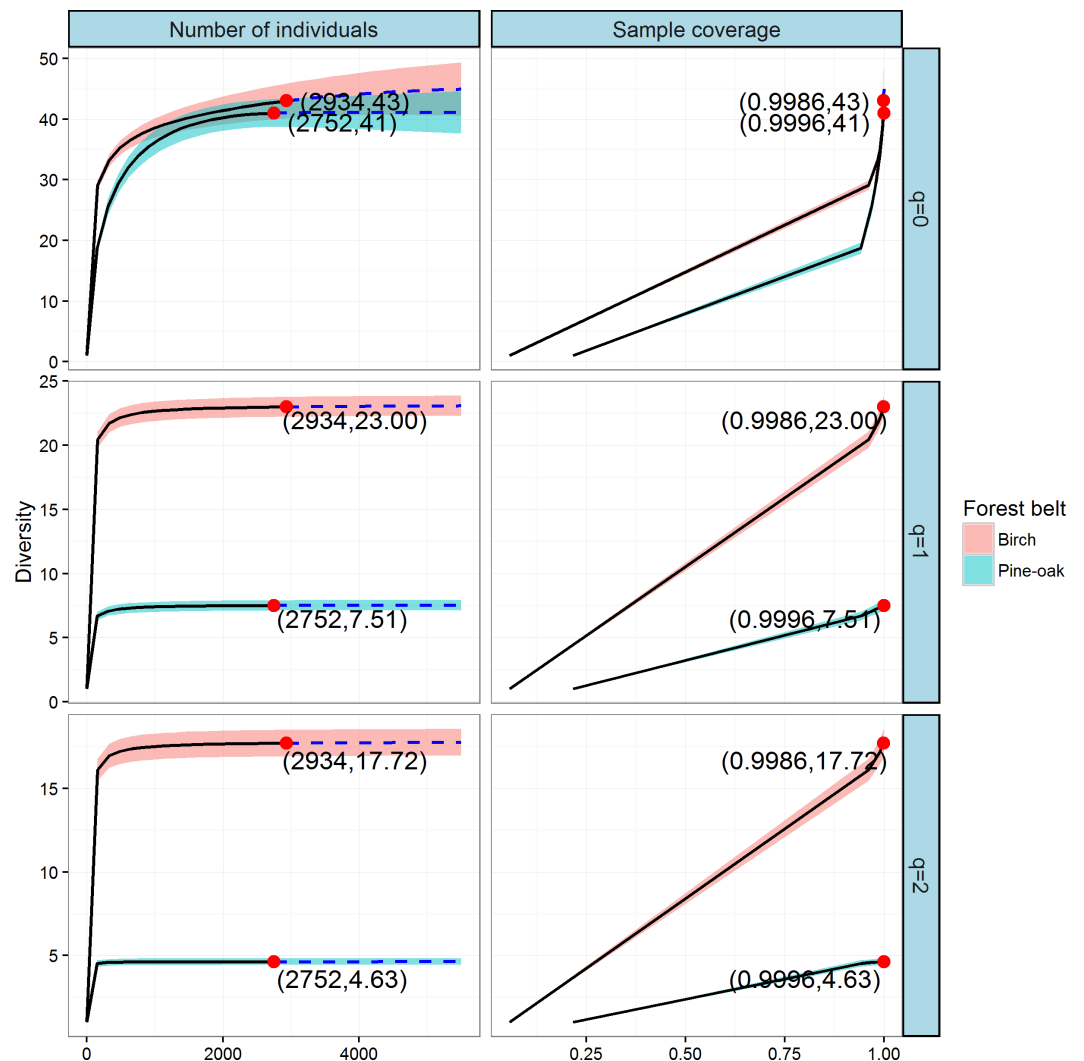 Number of individuals
Sample coverage
50
40
30
20
10
0
(2934,43)
(2752,41)
(0.9986,43)
(0.9996,41)
q=0
Diversity
25
20
15
10
5
0
(2934,23.00)
(2752,7.51)
(0.9986,23.00)
(0.9996,7.51)
q=1
Forest belt
Birch
Pine-oak
15
10
5
(2934,17.72)
(2752,4.63)
(0.9986,17.72)
(0.9996,4.63)
q=2
0 2000 4000
0.25 0.50 0.75 1.00